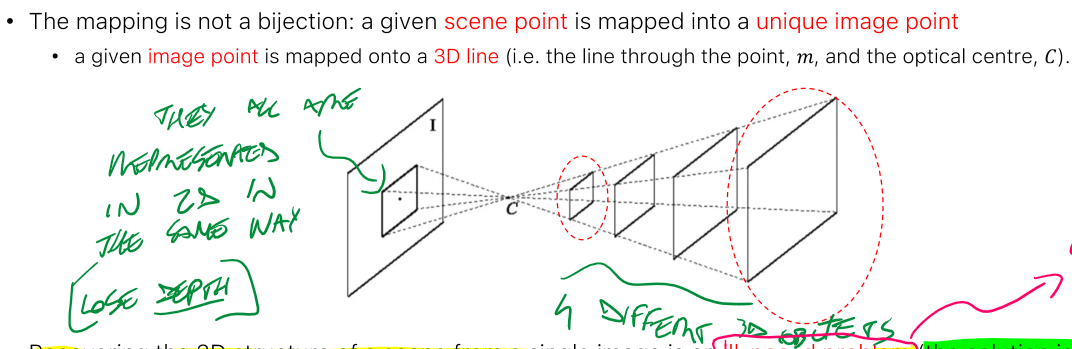 • The mapping is not a bijection: a given scene point is mapped into a unique image point
• a given image point is mapped onto a 3D line (i.e. the line through the point, m, and the optical centre, C).
THEY ALL ARE
REPRESENTED
IN 2D IN
THE SAME WAY
[LOSE DEPTH]
I
C
4 DIFFERENT 3D OBJECTS